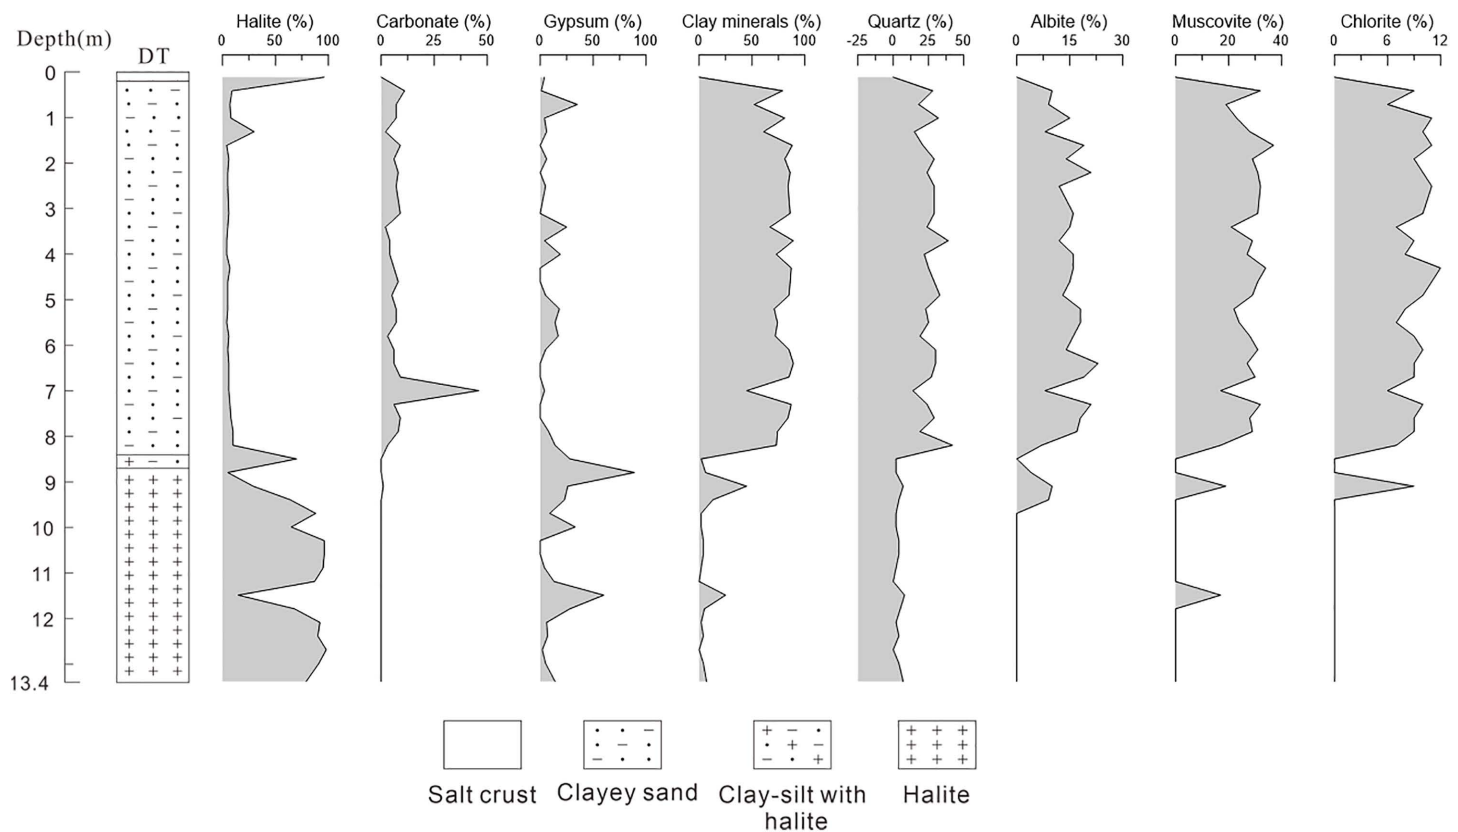 Halite (%) Carbonate (%) Gypsum (%) Clay minerals (%) Quartz (%) Albite (%) Muscovite (%) Chlorite (%)
Depth(m) DT
0 50 100 0 25 50 0 50 100 0 50 100 -25 0 25 50 0 15 30 0 20 40 0 6 12
0
1
2
3
4
5
6
7
8
9
10
11
12
13.4
Salt crust Clayey sand Clay-silt with Halite
halite